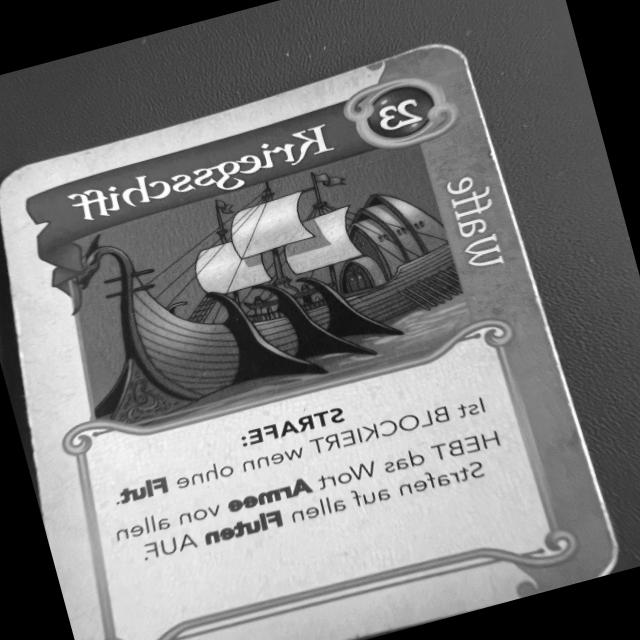 23
Kriegsschiff
Waffe
STRAFE:
Ist BLOCKIERT wenn ohne Flut.
HEBT das Wort Armee von allen
Strafen auf allen Fluten AUF.